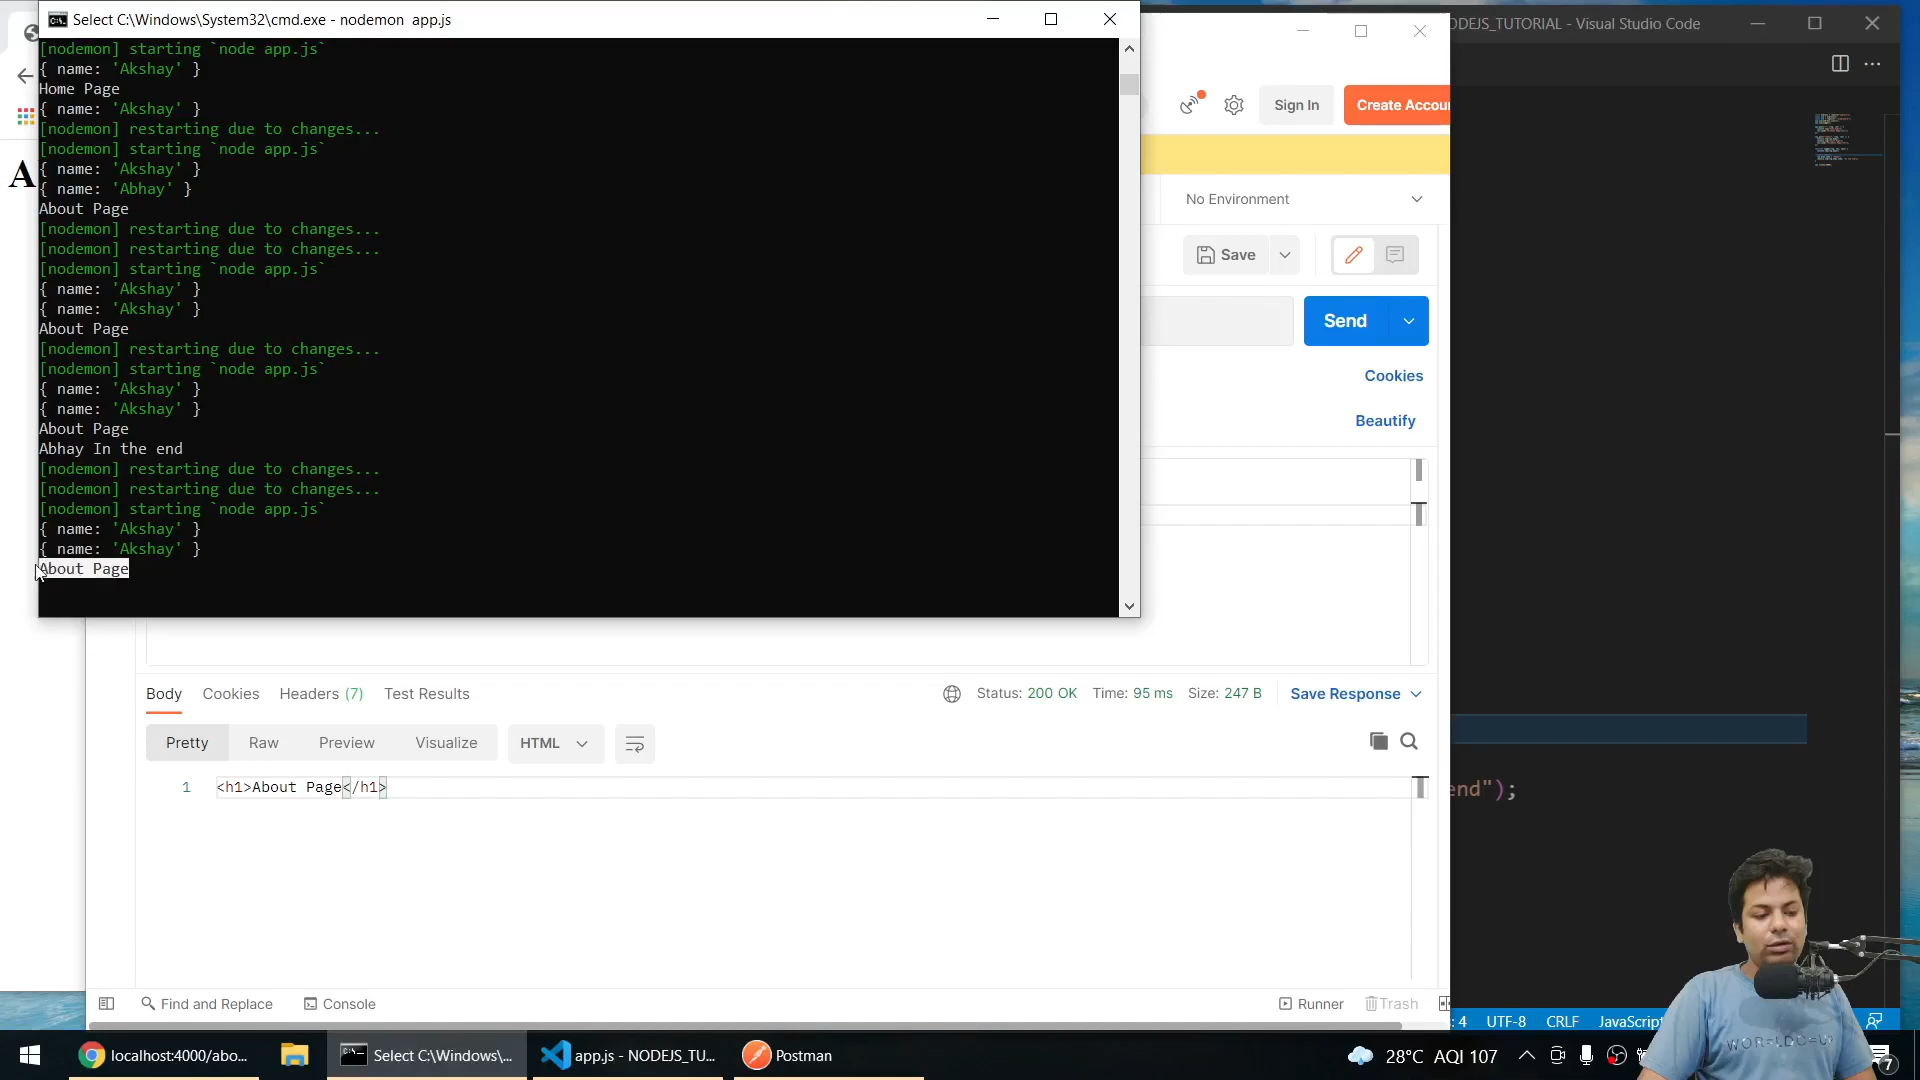 Select C:\Windows\System32\cmd.exe - nodemon  app.js
[nodemon] starting `node app.js`
{ name: 'Akshay' }
Home Page
{ name: 'Akshay' }
[nodemon] restarting due to changes...
[nodemon] starting `node app.js`
{ name: 'Akshay' }
{ name: 'Abhay' }
About Page
[nodemon] restarting due to changes...
[nodemon] restarting due to changes...
[nodemon] starting `node app.js`
{ name: 'Akshay' }
{ name: 'Akshay' }
About Page
[nodemon] restarting due to changes...
[nodemon] starting `node app.js`
{ name: 'Akshay' }
{ name: 'Akshay' }
About Page
Abhay In the end
[nodemon] restarting due to changes...
[nodemon] restarting due to changes...
[nodemon] starting `node app.js`
{ name: 'Akshay' }
{ name: 'Akshay' }
About Page
A
ODEJS_TUTORIAL - Visual Studio Code
Sign In
Create Accou
No Environment
Save
Send
Cookies
Beautify
Body Cookies Headers (7) Test Results
Status: 200 OK Time: 95 ms Size: 247 B Save Response
Pretty Raw Preview Visualize HTML
1 <h1>About Page</h1>
end");
Find and Replace Console
Runner Trash
: 4 UTF-8 CRLF JavaScript
localhost:4000/abo...
Select C:\Windows\...
app.js - NODEJS_TU...
Postman
28°C AQI 107
7